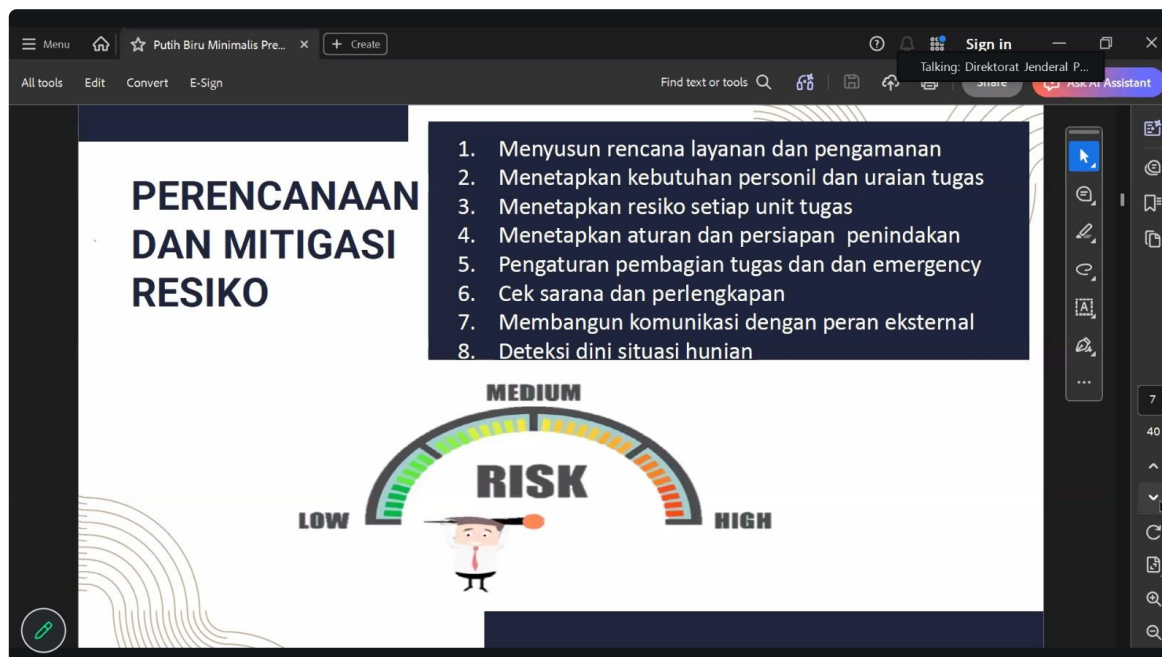 Menu
Putih Biru Minimalis Pre...
Create
Sign in
Talking: Direktorat Jenderal P...
All tools
Edit
Convert
E-Sign
Find text or tools
Share
Ask AI Assistant
PERENCANAAN
DAN MITIGASI
RESIKO
1. Menyusun rencana layanan dan pengamanan
2. Menetapkan kebutuhan personil dan uraian tugas
3. Menetapkan resiko setiap unit tugas
4. Menetapkan aturan dan persiapan penindakan
5. Pengaturan pembagian tugas dan dan emergency
6. Cek sarana dan perlengkapan
7. Membangun komunikasi dengan peran eksternal
8. Deteksi dini situasi hunian
MEDIUM
RISK
LOW
HIGH
7
40